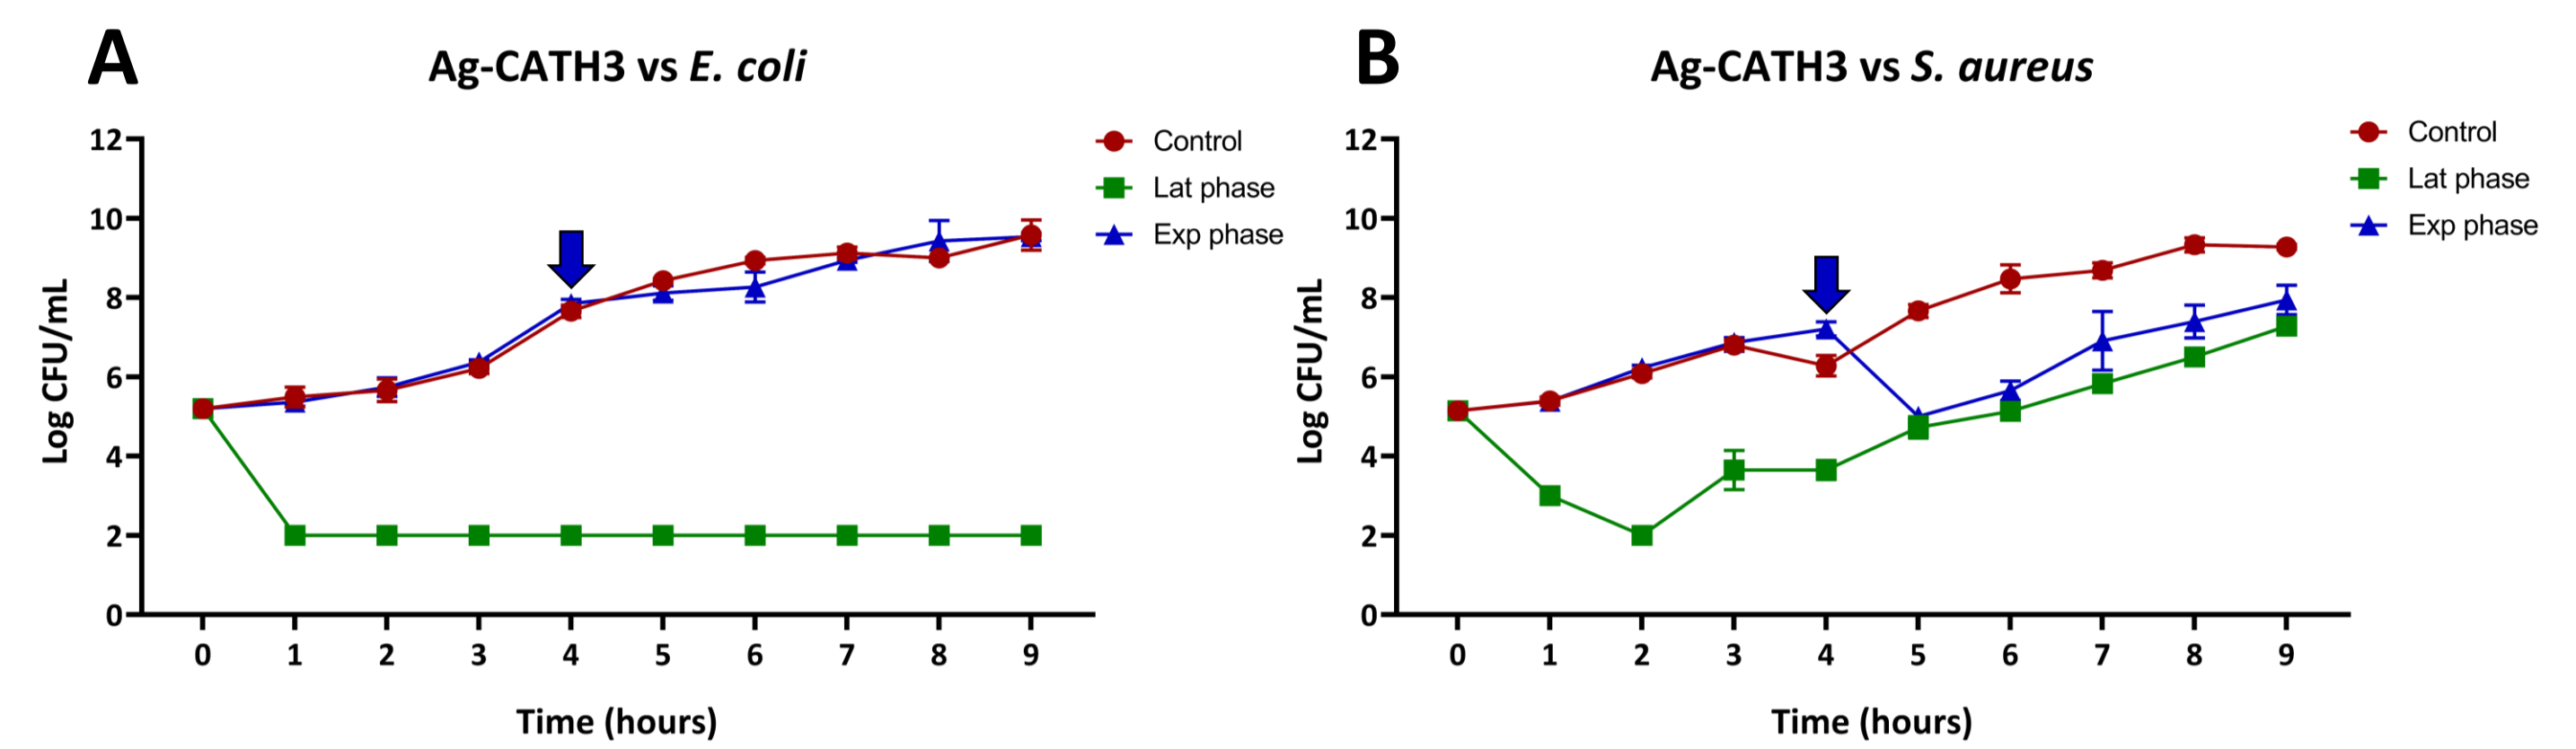 A
Ag-CATH3 vs E. coli
Log CFU/mL
12
10
8
6
4
2
0
0 1 2 3 4 5 6 7 8 9
Time (hours)
Control
Lat phase
Exp phase
B
Ag-CATH3 vs S. aureus
Log CFU/mL
12
10
8
6
4
2
0
0 1 2 3 4 5 6 7 8 9
Time (hours)
Control
Lat phase
Exp phase